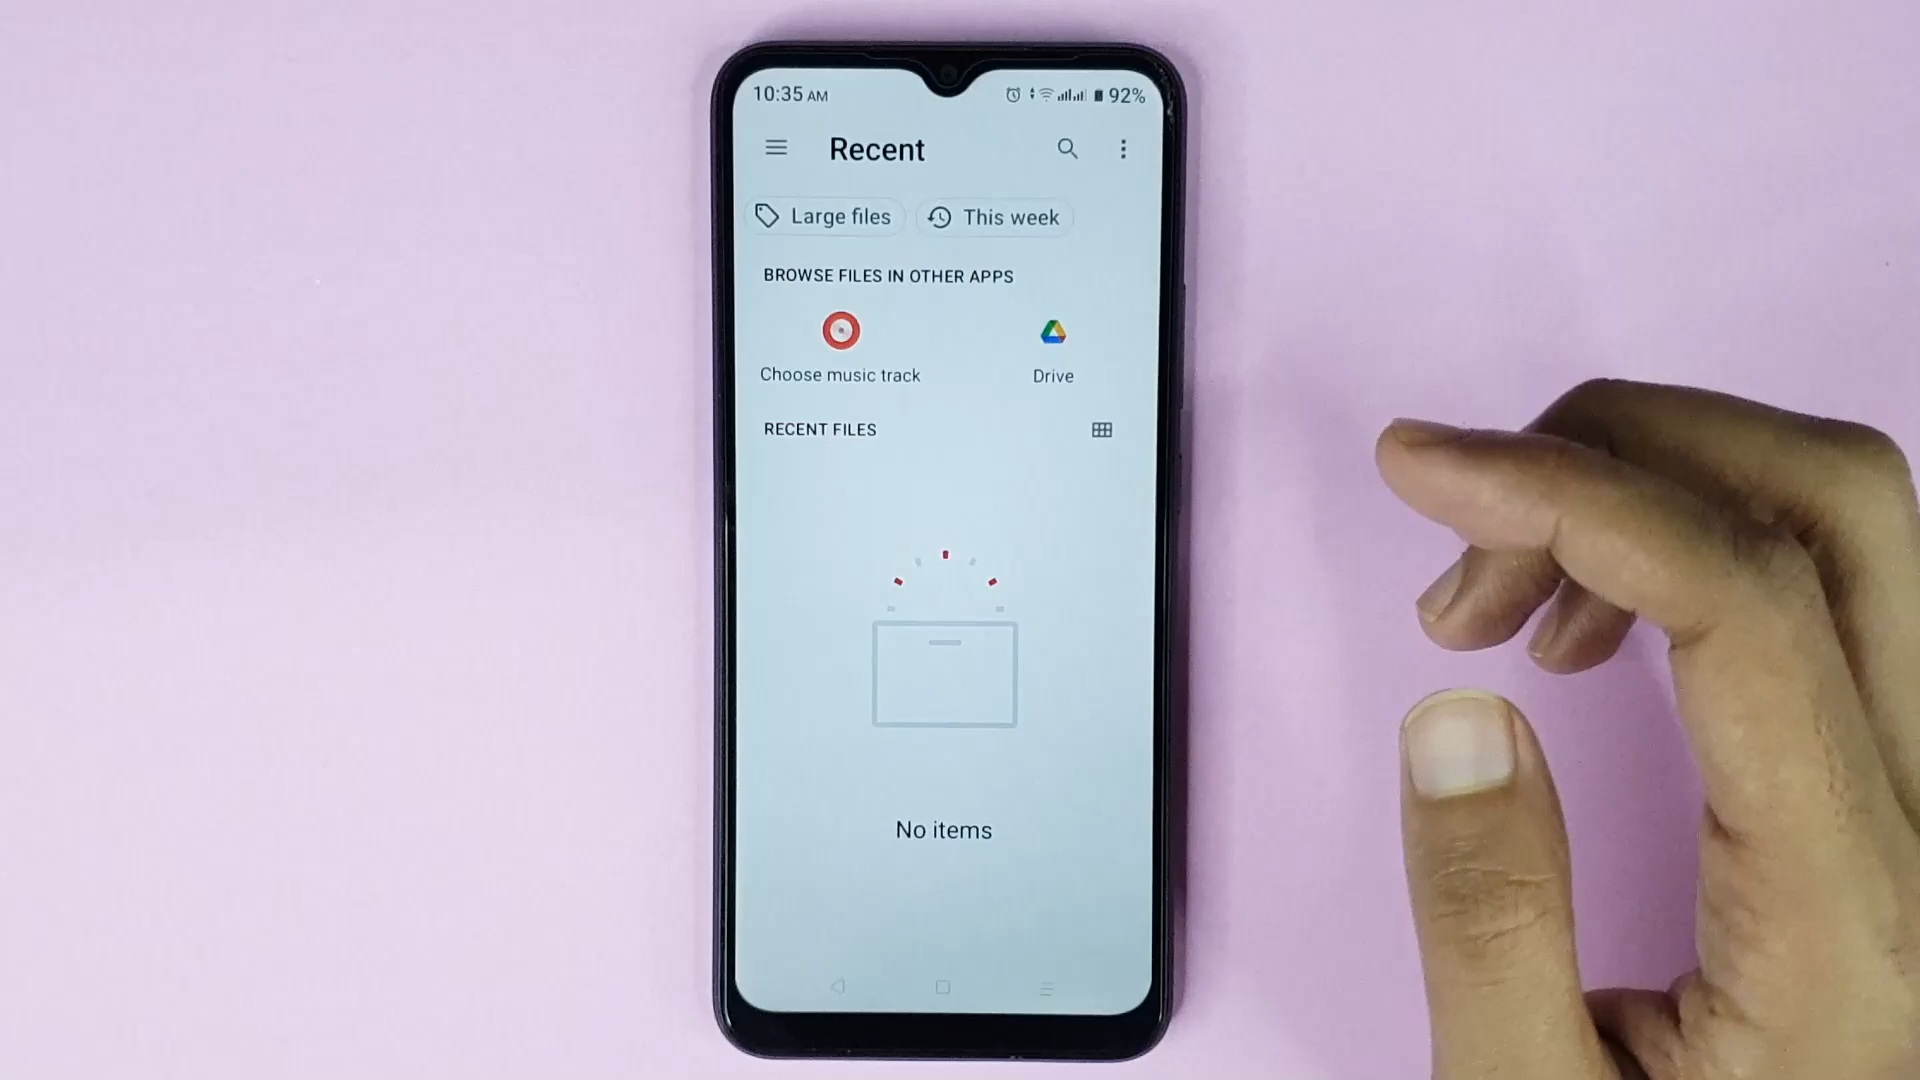 10:35 AM 92%
Recent
Large files This week
BROWSE FILES IN OTHER APPS
Choose music track Drive
RECENT FILES
No items